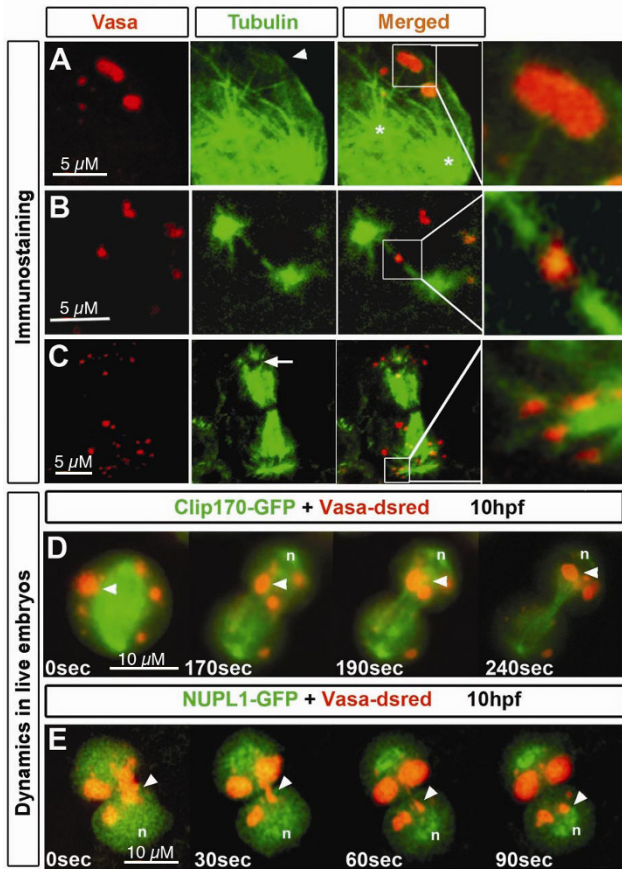 Vasa Tubulin Merged
Immunostaining
A
* *
5 µM
B
5 µM
C
5 µM
Dynamics in live embryos
Clip170-GFP + Vasa-dsred 10hpf
D n n n
0sec 10 µM 170sec 190sec 240sec
NUPL1-GFP + Vasa-dsred 10hpf
E
n n n n
0sec 10 µM 30sec 60sec 90sec